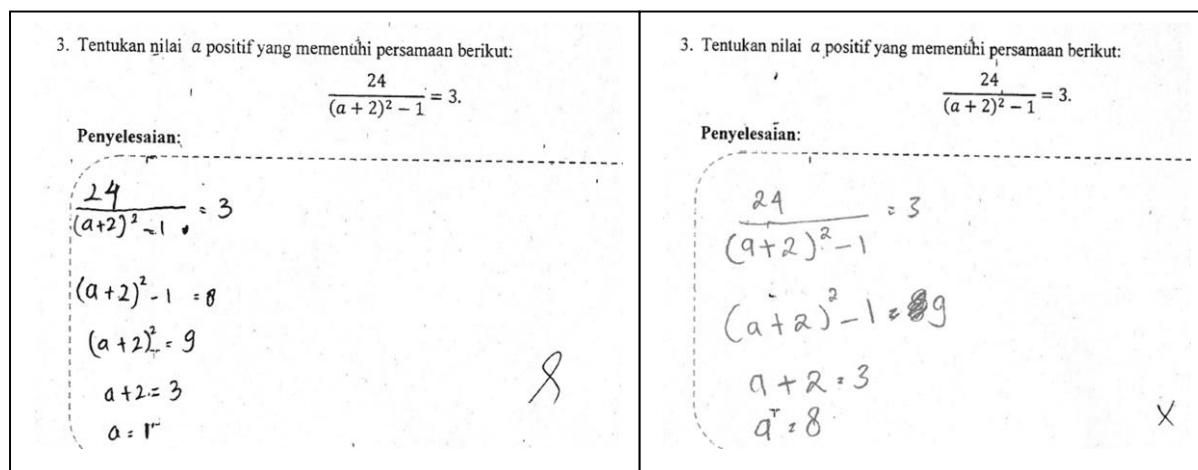 3. Tentukan nilai a positif yang memenuhi persamaan berikut:
24
(a + 2)² − 1
= 3.
Penyelesaian:
24
(a+2)² -1
= 3
(a+2)² - 1 = 8
(a+2)² = 9
a+2 = 3
a = 1
3. Tentukan nilai a positif yang memenuhi persamaan berikut:
24
(a + 2)² − 1
= 3.
Penyelesaian:
24
(a+2)² - 1
= 3
(a+2)² - 1 = 9
a + 2 = 3
a = 8
X